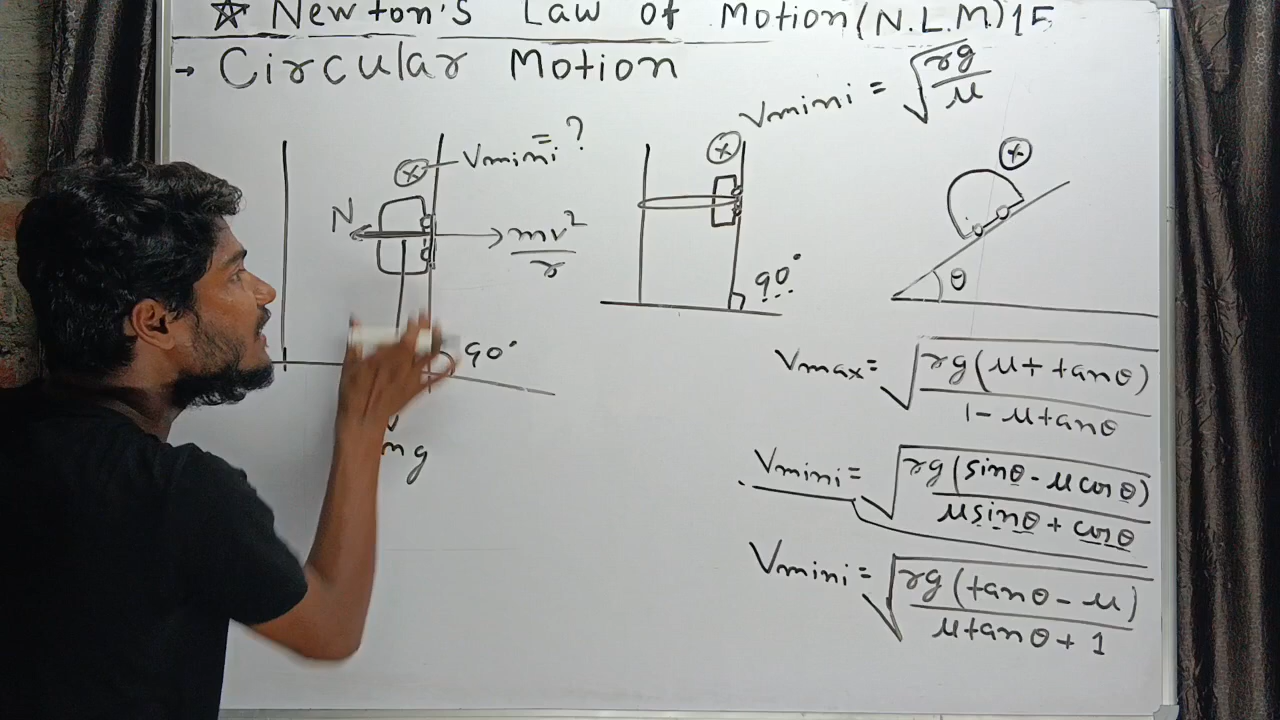 ☆ Newton's Law of Motion (N.L.M) 15
→ Circular Motion
Vmini = √(rg/μ)
Vmini = ?
N
mv²/r
90°
mg
90°
θ
Vmax = √(rg(μ + tanθ)/(1 - μtanθ))
Vmini = √(rg(sinθ - μcosθ)/(μsinθ + cosθ))
Vmini = √(rg(tanθ - μ)/(μtanθ + 1))